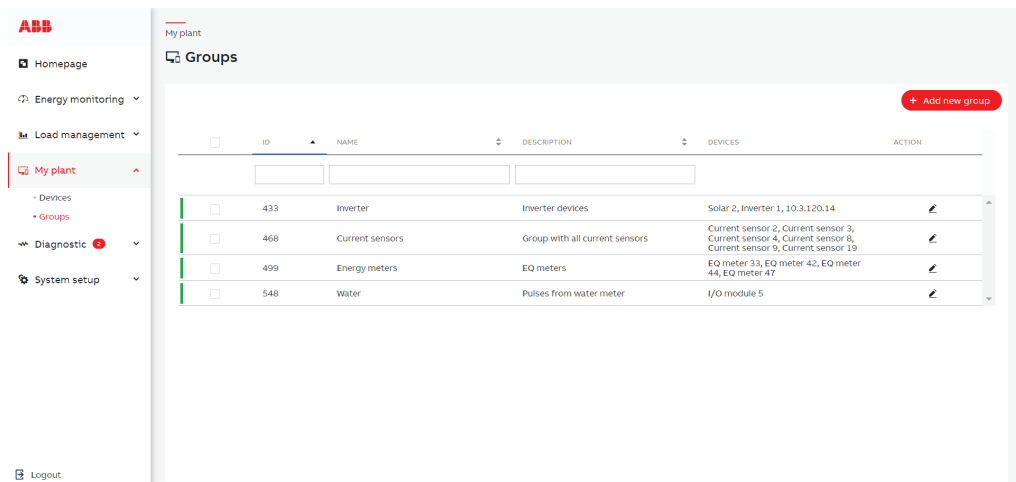 ABB
Homepage
Energy monitoring
Load management
My plant
Devices
Groups
Diagnostic 2
System setup
Logout
My plant
Groups
+ Add new group
ID NAME DESCRIPTION DEVICES ACTION
433 Inverter Inverter devices Solar 2, Inverter 1, 10.3.120.14
468 Current sensors Group with all current sensors Current sensor 2, Current sensor 3,
Current sensor 4, Current sensor 8,
Current sensor 9, Current sensor 19
499 Energy meters EQ meters EQ meter 33, EQ meter 42, EQ meter
44, EQ meter 47
548 Water Pulses from water meter I/O module 5